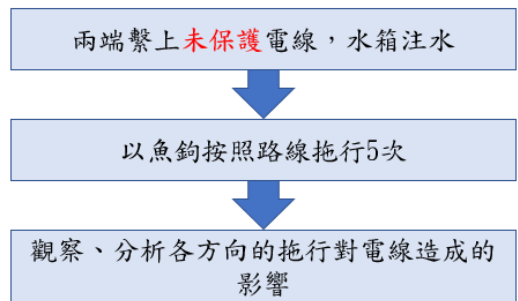 兩端繫上未保護電線，水箱注水
以魚鉤按照路線拖行5次
觀察、分析各方向的拖行對電線造成的
影響